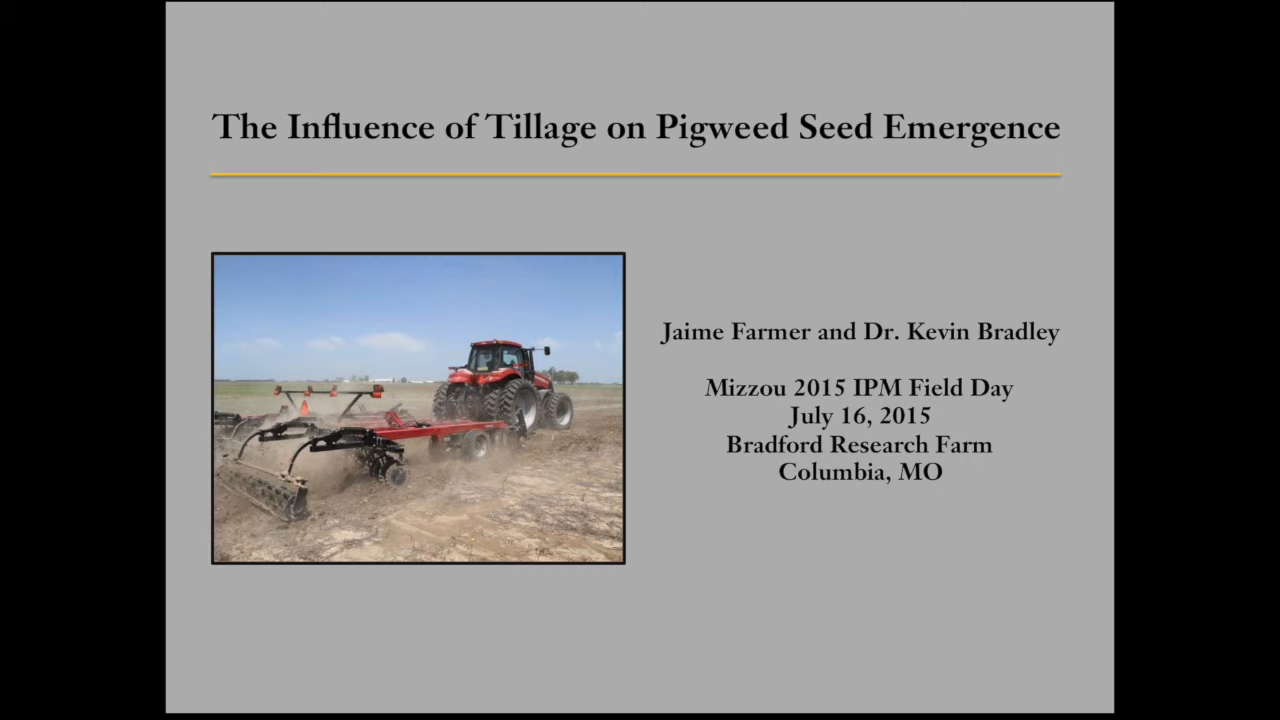 The Influence of Tillage on Pigweed Seed Emergence
Jaime Farmer and Dr. Kevin Bradley
Mizzou 2015 IPM Field Day
July 16, 2015
Bradford Research Farm
Columbia, MO